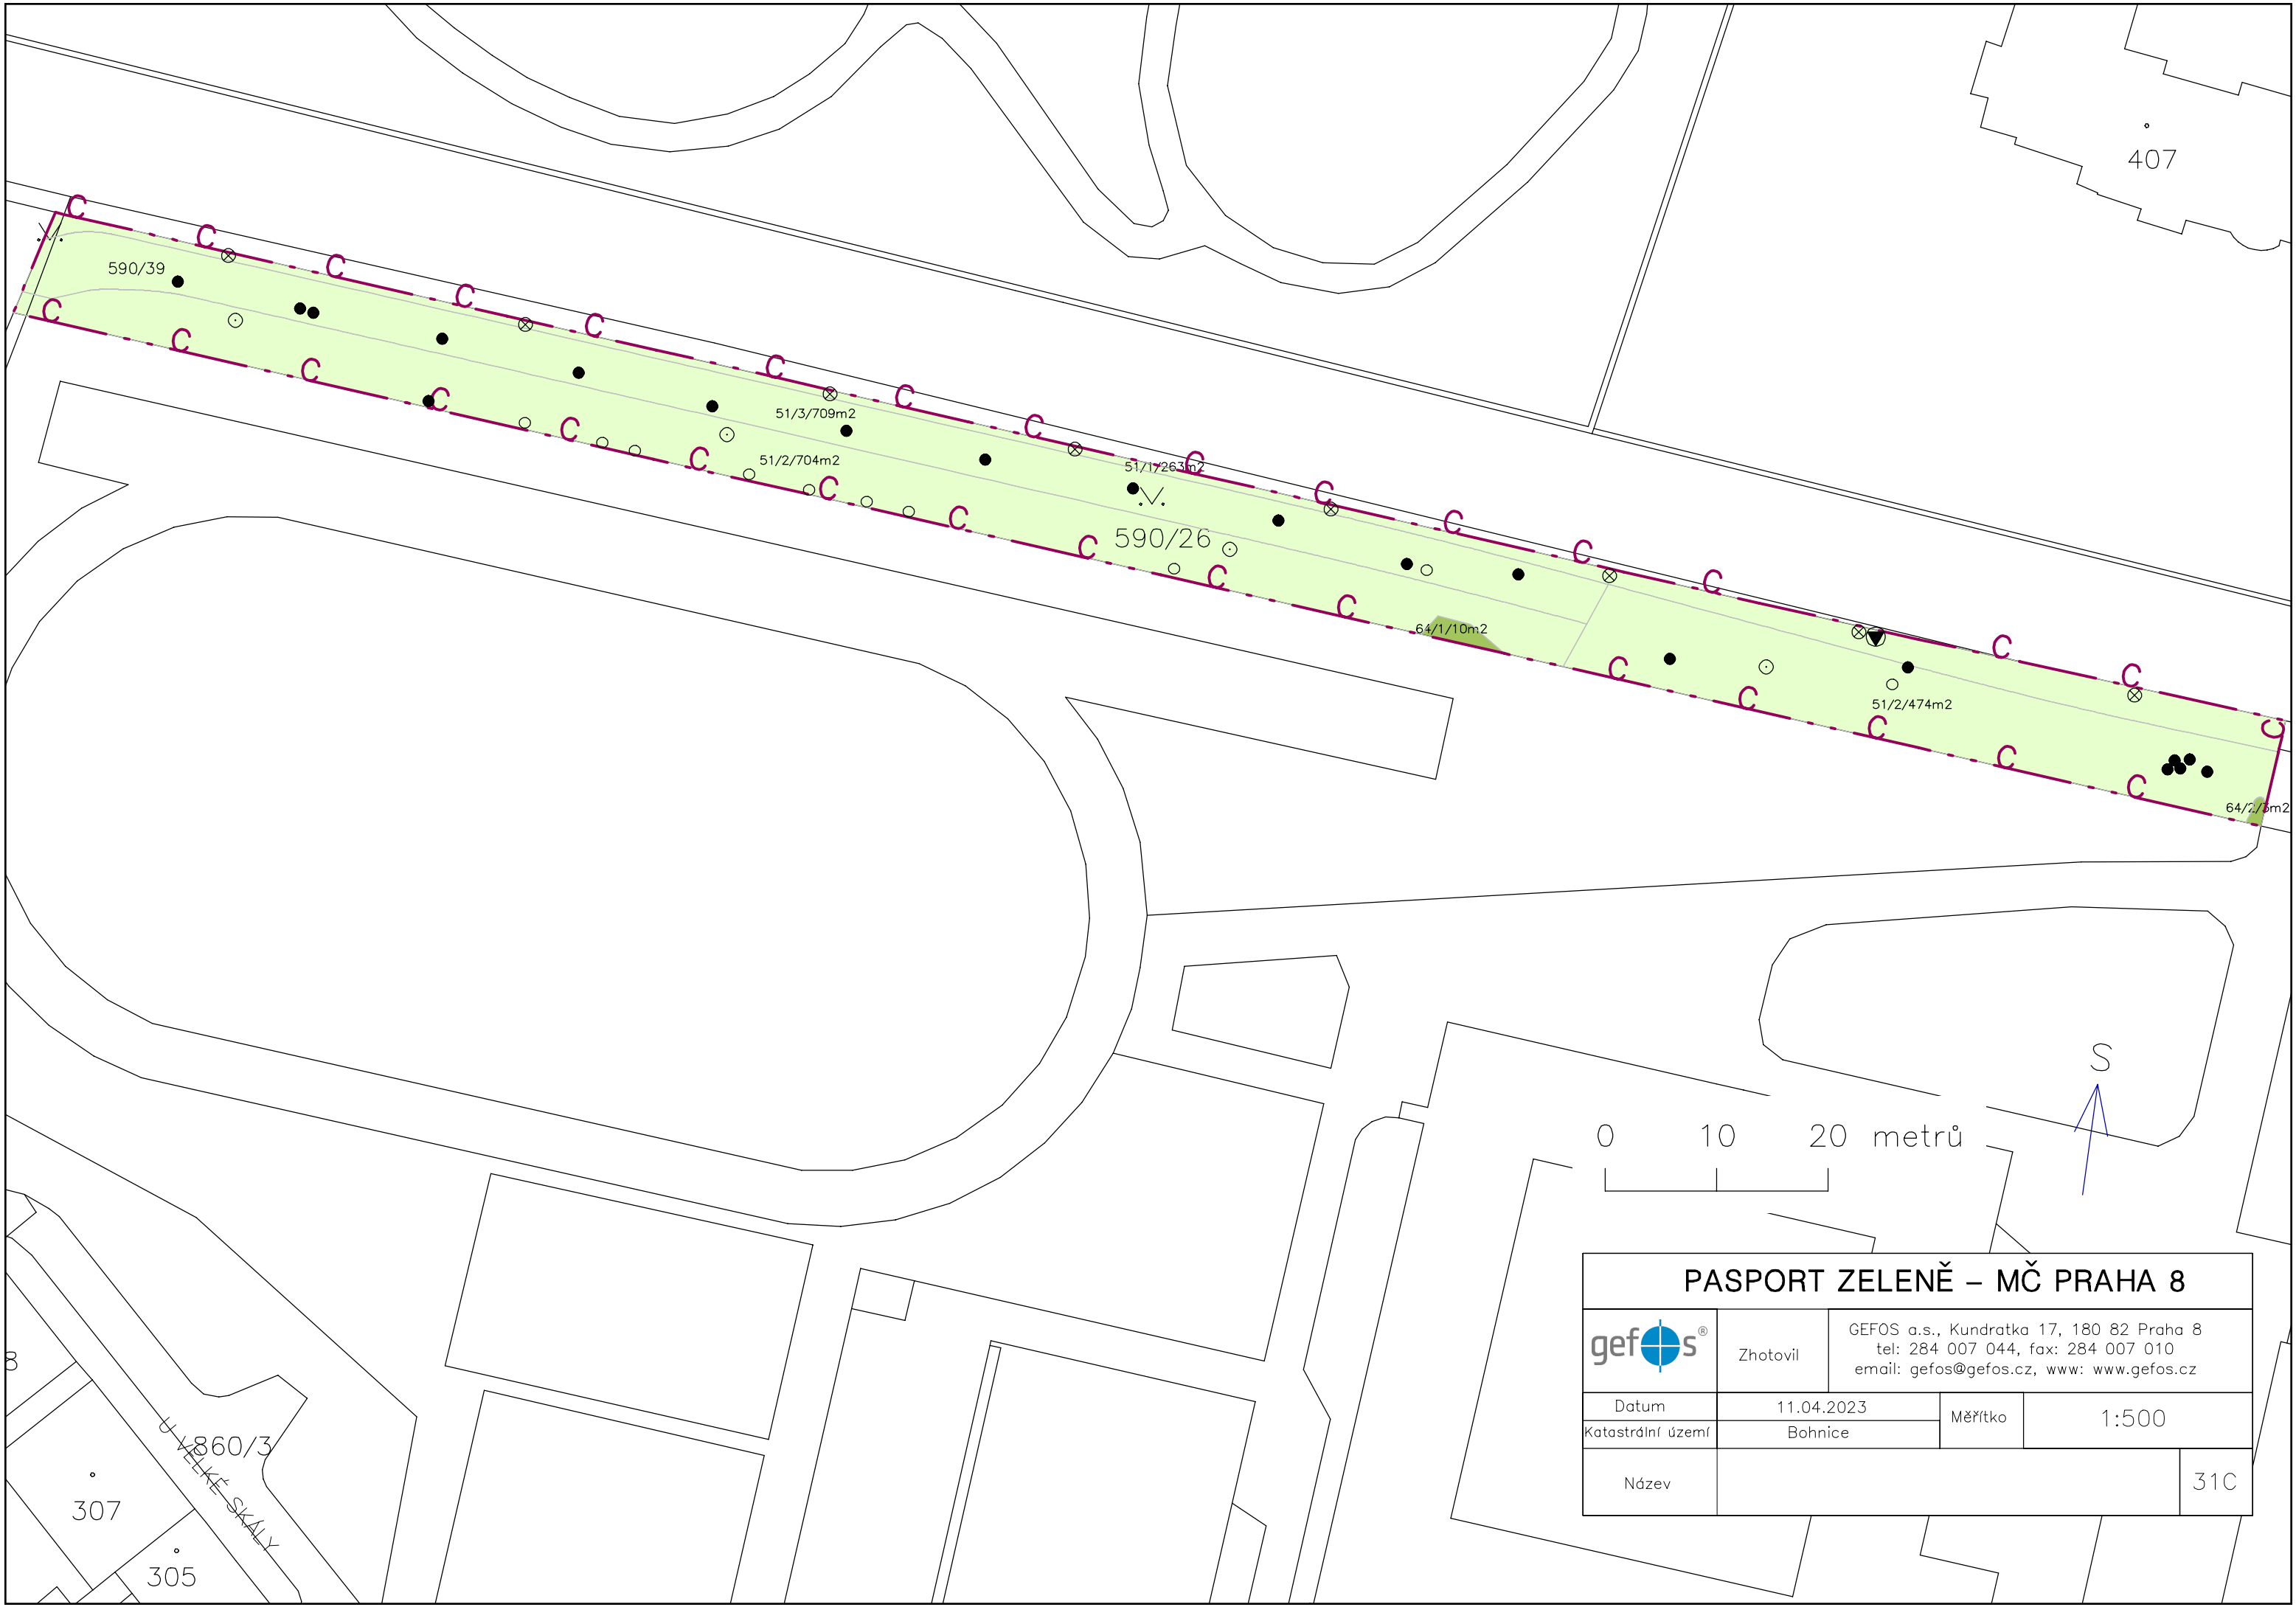 407
590/39
51/3/709m2
51/2/704m2
51/1/263m2
590/26
64/1/10m2
51/2/474m2
64/2/3m2
C C C C C C C C C C C C C C C C
C C C C C C C C C C C C C C C C C
S
0 10 20 metrů
PASPORT ZELENĚ – MČ PRAHA 8
gefos®
Zhotovil
GEFOS a.s., Kundratka 17, 180 82 Praha 8
tel: 284 007 044, fax: 284 007 010
email: gefos@gefos.cz, www: www.gefos.cz
Datum
11.04.2023
Měřítko
1:500
Katastrální území
Bohnice
Název
31C
8
860/3
U VELKÉ SKÁLY
307
305